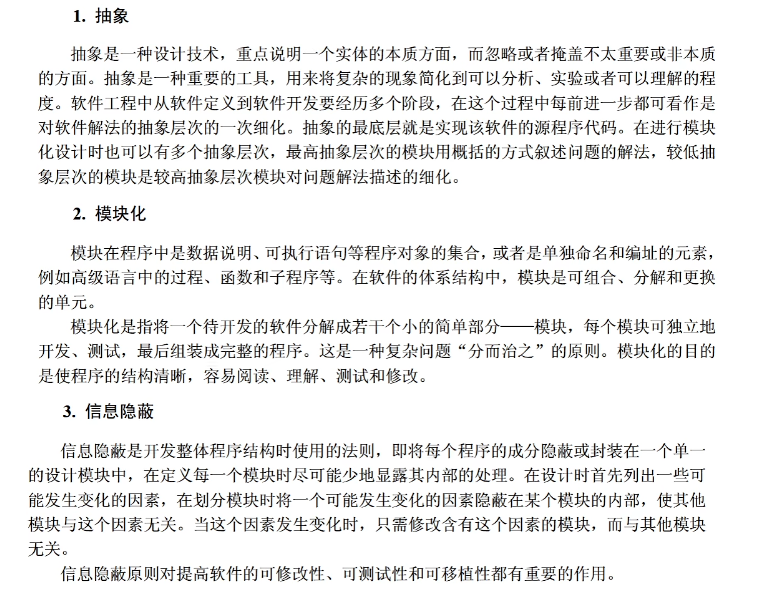 1. 抽象
抽象是一种设计技术，重点说明一个实体的本质方面，而忽略或者掩盖不太重要或非本质
的方面。抽象是一种重要的工具，用来将复杂的现象简化到可以分析、实验或者可以理解的程
度。软件工程中从软件定义到软件开发要经历多个阶段，在这个过程中每前进一步都可看作是
对软件解法的抽象层次的一次细化。抽象的最底层就是实现该软件的源程序代码。在进行模块
化设计时也可以有多个抽象层次，最高抽象层次的模块用概括的方式叙述问题的解法，较低抽
象层次的模块是较高抽象层次模块对问题解法描述的细化。
2. 模块化
模块在程序中是数据说明、可执行语句等程序对象的集合，或者是单独命名和编址的元素，
例如高级语言中的过程、函数和子程序等。在软件的体系结构中，模块是可组合、分解和更换
的单元。
模块化是指将一个待开发的软件分解成若干个小的简单部分——模块，每个模块可独立地
开发、测试，最后组装成完整的程序。这是一种复杂问题“分而治之”的原则。模块化的目的
是使程序的结构清晰，容易阅读、理解、测试和修改。
3. 信息隐蔽
信息隐蔽是开发整体程序结构时使用的法则，即将每个程序的成分隐蔽或封装在一个单一
的设计模块中，在定义每一个模块时尽可能少地显露其内部的处理。在设计时首先列出一些可
能发生变化的因素，在划分模块时将一个可能发生变化的因素隐蔽在某个模块的内部，使其他
模块与这个因素无关。当这个因素发生变化时，只需修改含有这个因素的模块，而与其他模块
无关。
信息隐蔽原则对提高软件的可修改性、可测试性和可移植性都有重要的作用。